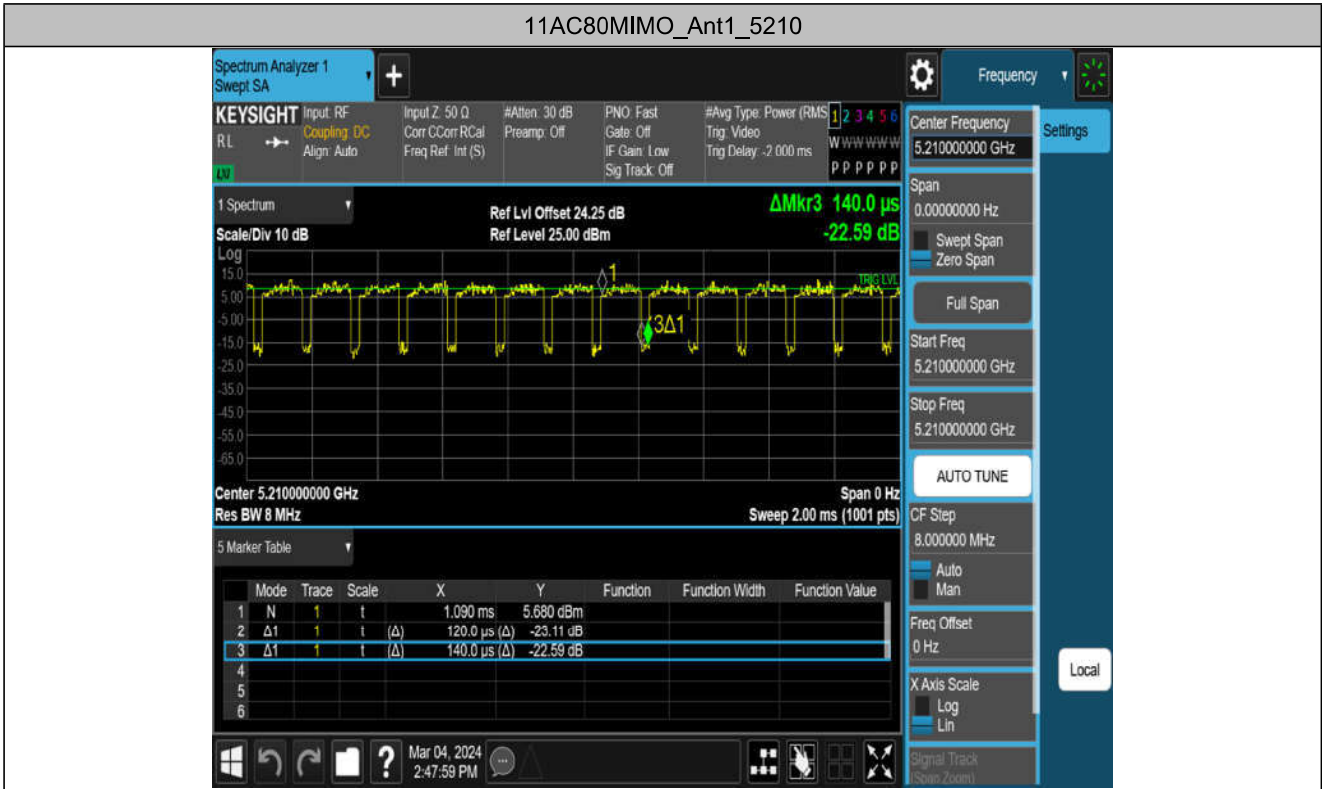 11AC80MIMO_Ant1_5210
Spectrum Analyzer 1
Swept SA
+
Frequency
KEYSIGHT
RL
LXI
Input: RF
Coupling: DC
Align: Auto
Input Z: 50 Ω
Corr CCorr RCal
Freq Ref: Int (S)
#Atten: 30 dB
Preamp: Off
PNO: Fast
Gate: Off
IF Gain: Low
Sig Track: Off
#Avg Type: Power (RMS
Trig: Video
Trig Delay: -2.000 ms
1 2 3 4 5 6
W W W W W W
P P P P P P
1 Spectrum
Scale/Div 10 dB
Ref Lvl Offset 24.25 dB
Ref Level 25.00 dBm
ΔMkr3 140.0 µs
-22.59 dB
Log
15.0
5.00
-5.00
-15.0
-25.0
-35.0
-45.0
-55.0
-65.0
1
3Δ1
TRIG LVL
Center 5.210000000 GHz
Res BW 8 MHz
Span 0 Hz
Sweep 2.00 ms (1001 pts)
5 Marker Table
Mode Trace Scale X Y Function Function Width Function Value
1 N 1 t 1.090 ms 5.680 dBm
2 Δ1 1 t (Δ) 120.0 µs (Δ) -23.11 dB
3 Δ1 1 t (Δ) 140.0 µs (Δ) -22.59 dB
4
5
6
?
Mar 04, 2024
2:47:59 PM
Center Frequency
5.210000000 GHz
Settings
Span
0.00000000 Hz
Swept Span
Zero Span
Full Span
Start Freq
5.210000000 GHz
Stop Freq
5.210000000 GHz
AUTO TUNE
CF Step
8.000000 MHz
Auto
Man
Freq Offset
0 Hz
X Axis Scale
Log
Lin
Local
Signal Track
(Span Zoom)